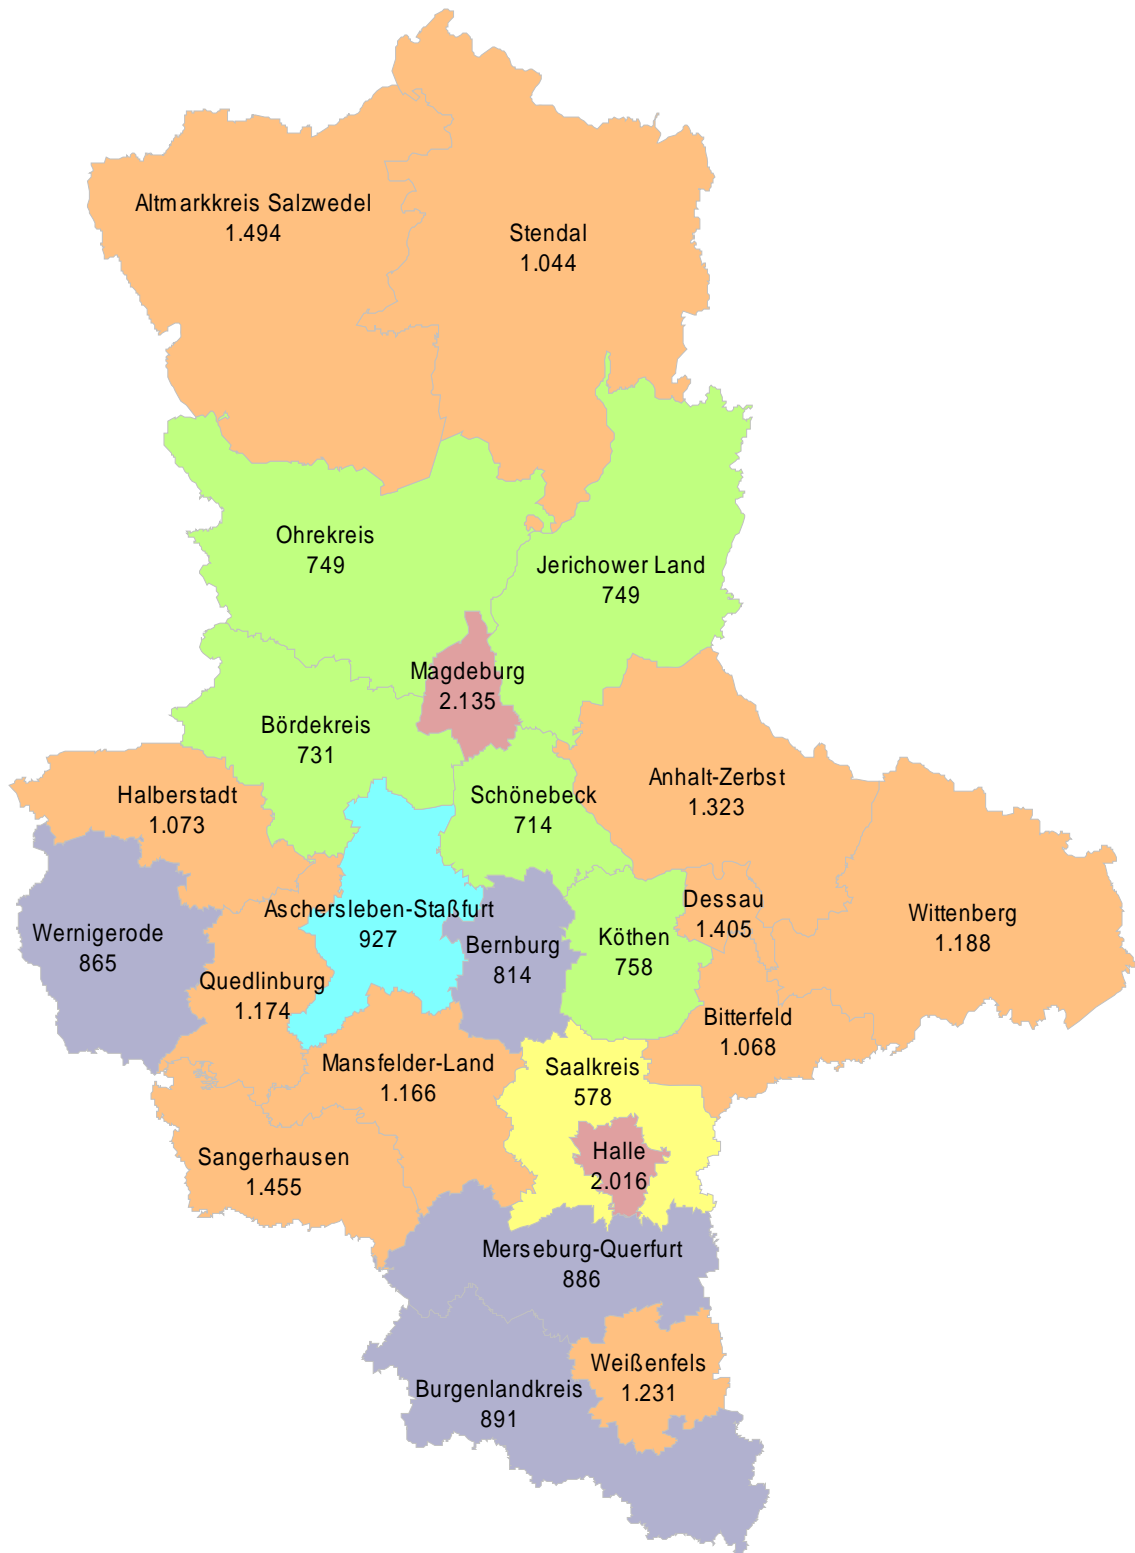 Altmarkkreis Salzwedel
1.494
Stendal
1.044
Ohrekreis
749
Jerichower Land
749
Magdeburg
2.135
Bördekreis
731
Halberstadt
1.073
Schönebeck
714
Anhalt-Zerbst
1.323
Wernigerode
865
Aschersleben-Staßfurt
927
Bernburg
814
Köthen
758
Dessau
1.405
Wittenberg
1.188
Quedlinburg
1.174
Bitterfeld
1.068
Mansfelder-Land
1.166
Saalkreis
578
Sangerhausen
1.455
Halle
2.016
Merseburg-Querfurt
886
Weißenfels
1.231
Burgenlandkreis
891